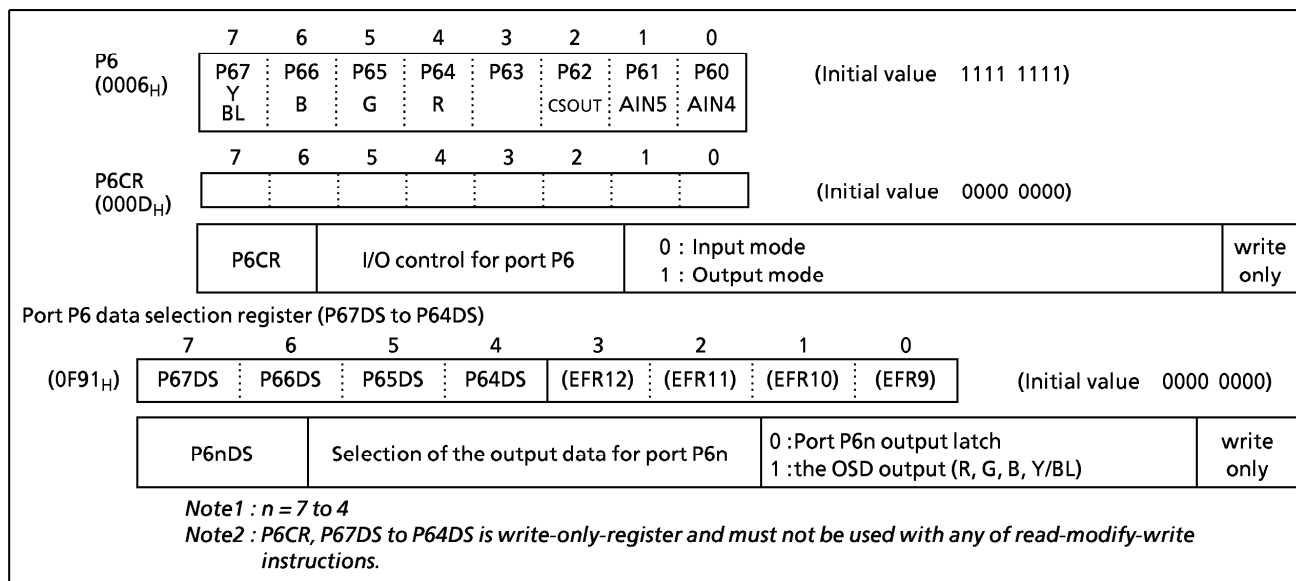 7 6 5 4 3 2 1 0
P6
(0006H)
P67 P66 P65 P64 P63 P62 P61 P60
Y
BL
B G R CSOUT AIN5 AIN4
(Initial value 1111 1111)
7 6 5 4 3 2 1 0
P6CR
(000DH)
(Initial value 0000 0000)
P6CR
I/O control for port P6
0 : Input mode
1 : Output mode
write
only
Port P6 data selection register (P67DS to P64DS)
7 6 5 4 3 2 1 0
(0F91H) P67DS P66DS P65DS P64DS (EFR12) (EFR11) (EFR10) (EFR9) (Initial value 0000 0000)
P6nDS
Selection of the output data for port P6n
0 :Port P6n output latch
1 :the OSD output (R, G, B, Y/BL)
write
only
Note1 : n = 7 to 4
Note2 : P6CR, P67DS to P64DS is write-only-register and must not be used with any of read-modify-write
instructions.